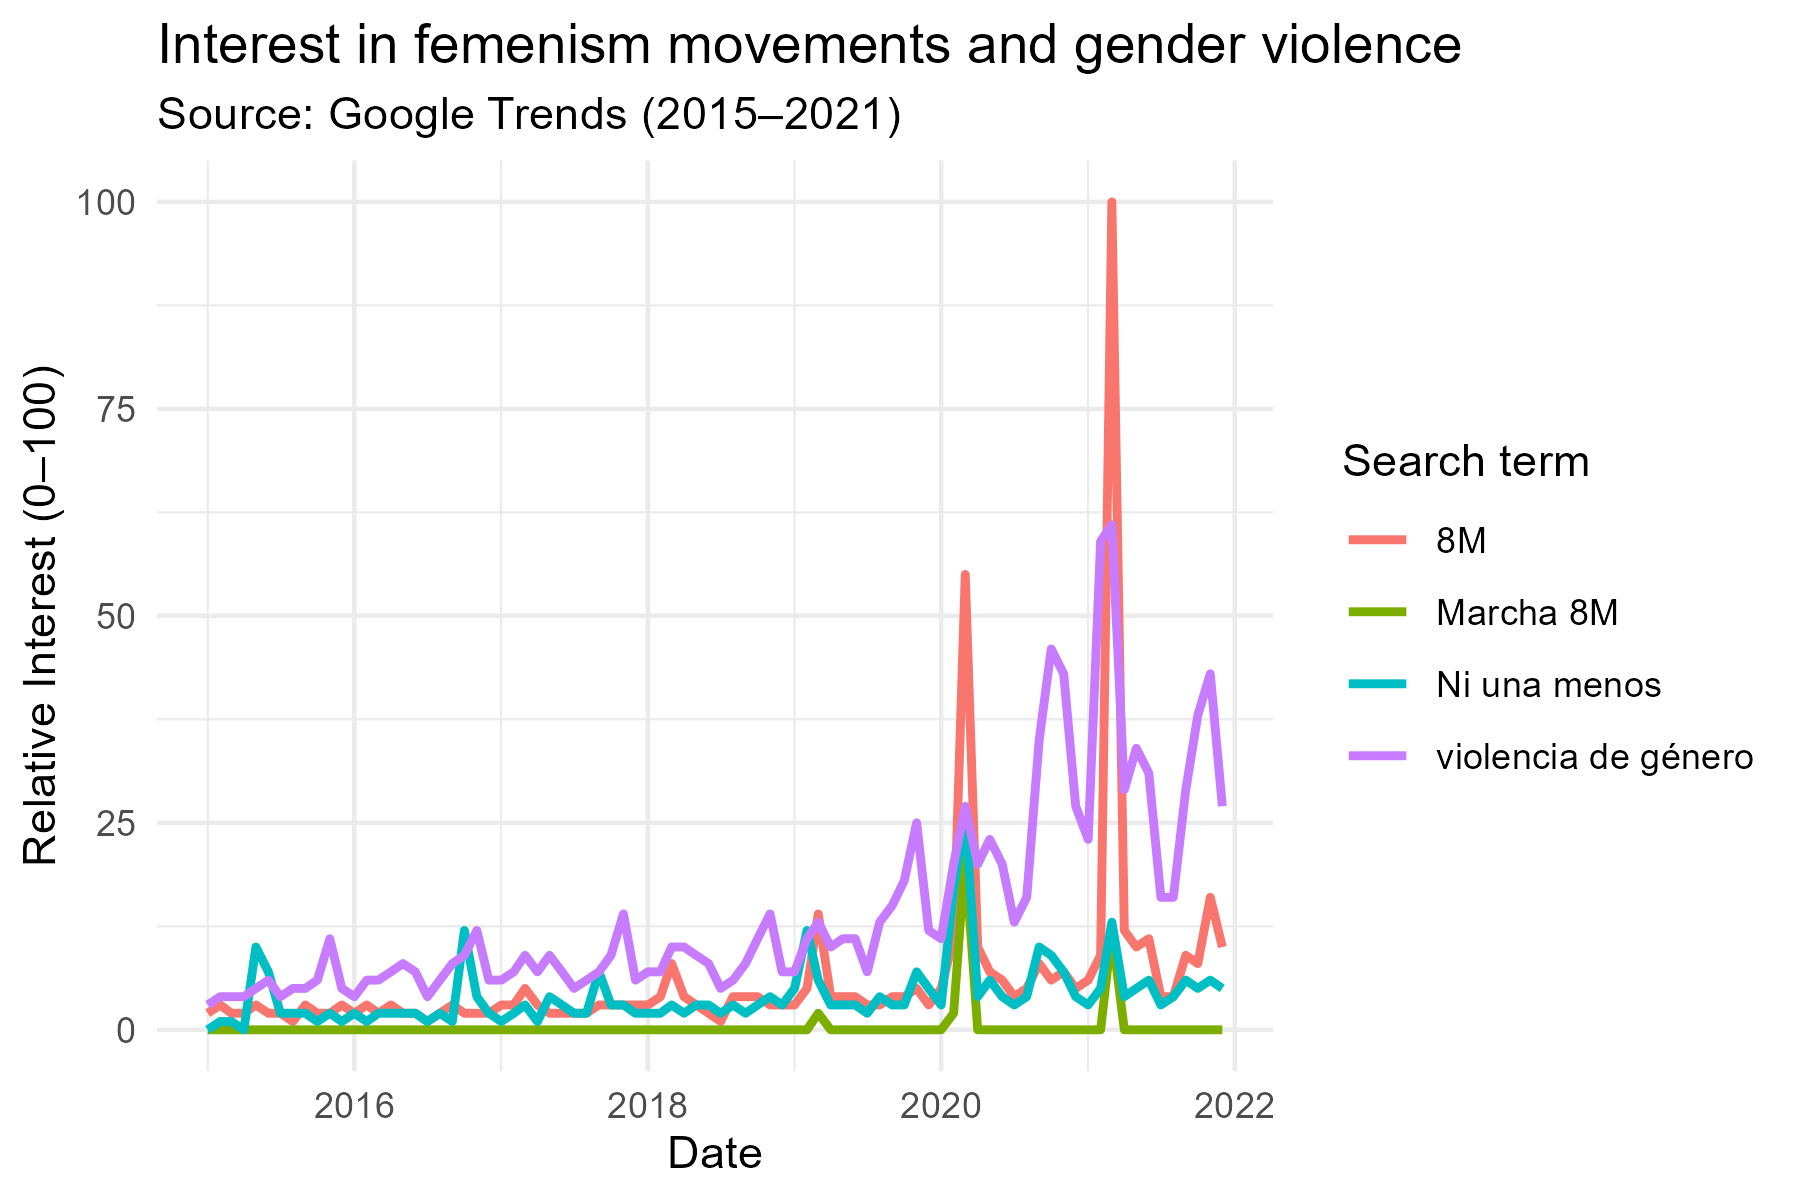 Interest in femenism movements and gender violence
Source: Google Trends (2015–2021)
Relative Interest (0–100)
100
75
50
25
0
2016
2018
2020
2022
Date
Search term
8M
Marcha 8M
Ni una menos
violencia de género